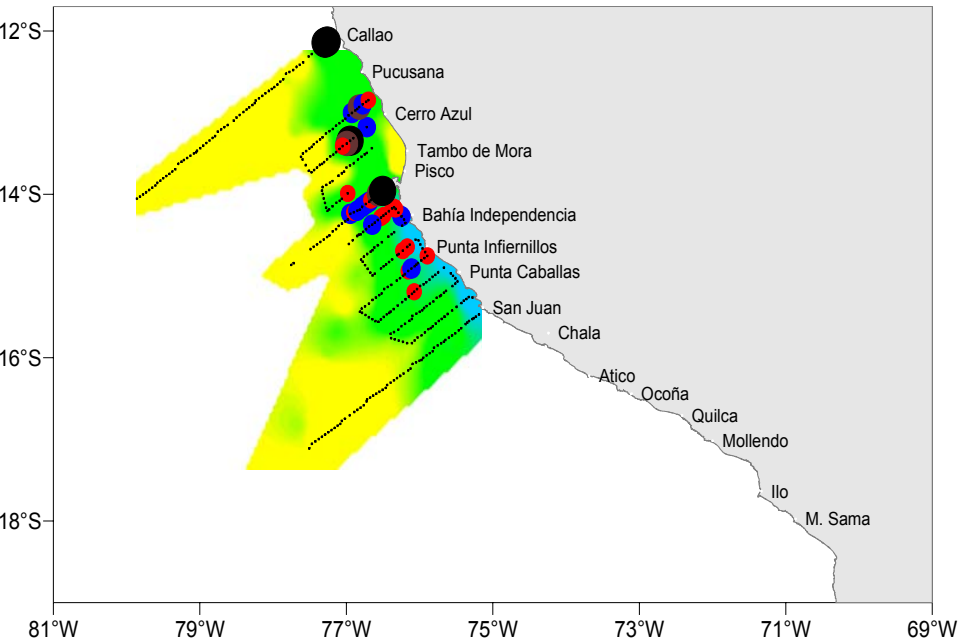 12°S
Callao
Pucusana
Cerro Azul
Tambo de Mora
Pisco
14°S
Bahía Independencia
Punta Infiernillos
Punta Caballas
San Juan
Chala
16°S
Atico
Ocoña
Quilca
Mollendo
Ilo
M. Sama
18°S
81°W 79°W 77°W 75°W 73°W 71°W 69°W